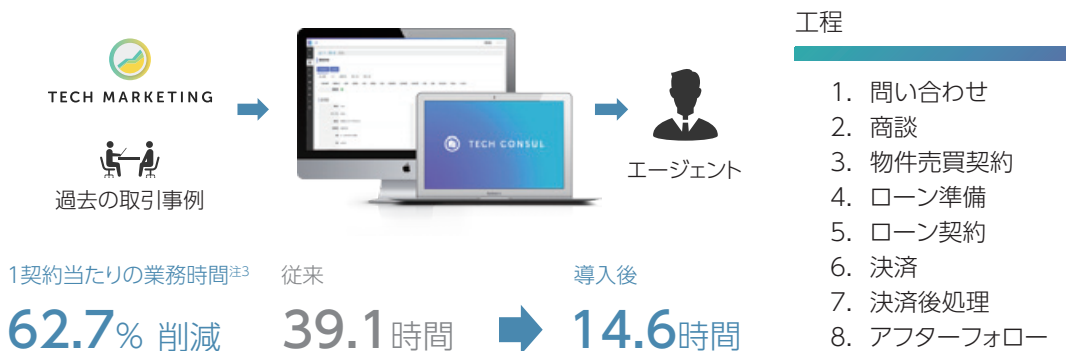 TECH MARKETING
過去の取引事例
TECH CONSUL
エージェント
1契約当たりの業務時間注3
62.7% 削減
従来
39.1時間
導入後
14.6時間
工程
1. 問い合わせ
2. 商談
3. 物件売買契約
4. ローン準備
5. ローン契約
6. 決済
7. 決済後処理
8. アフターフォロー